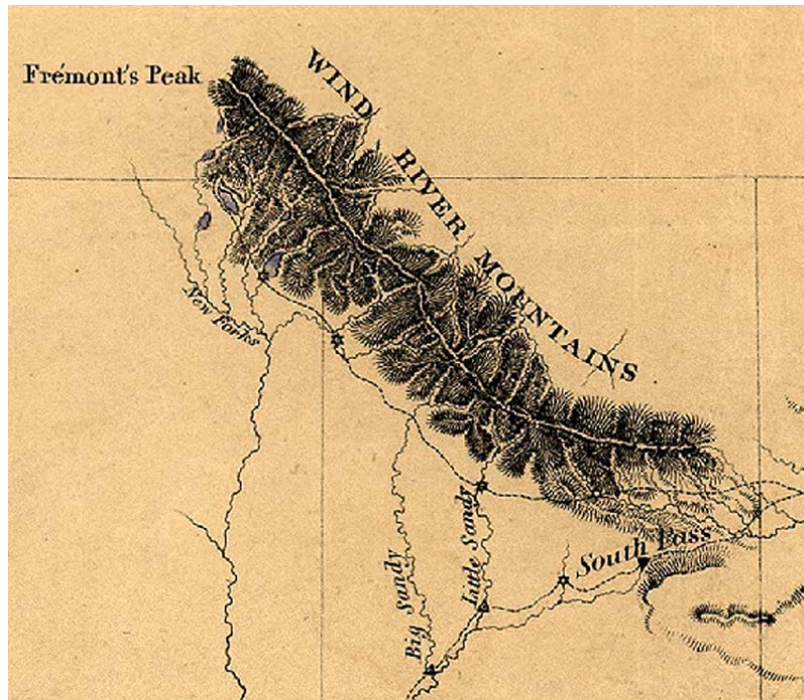 Frémont's Peak
WIND RIVER MOUNTAINS
New Forks
Big Sandy
Little Sandy
South Pass